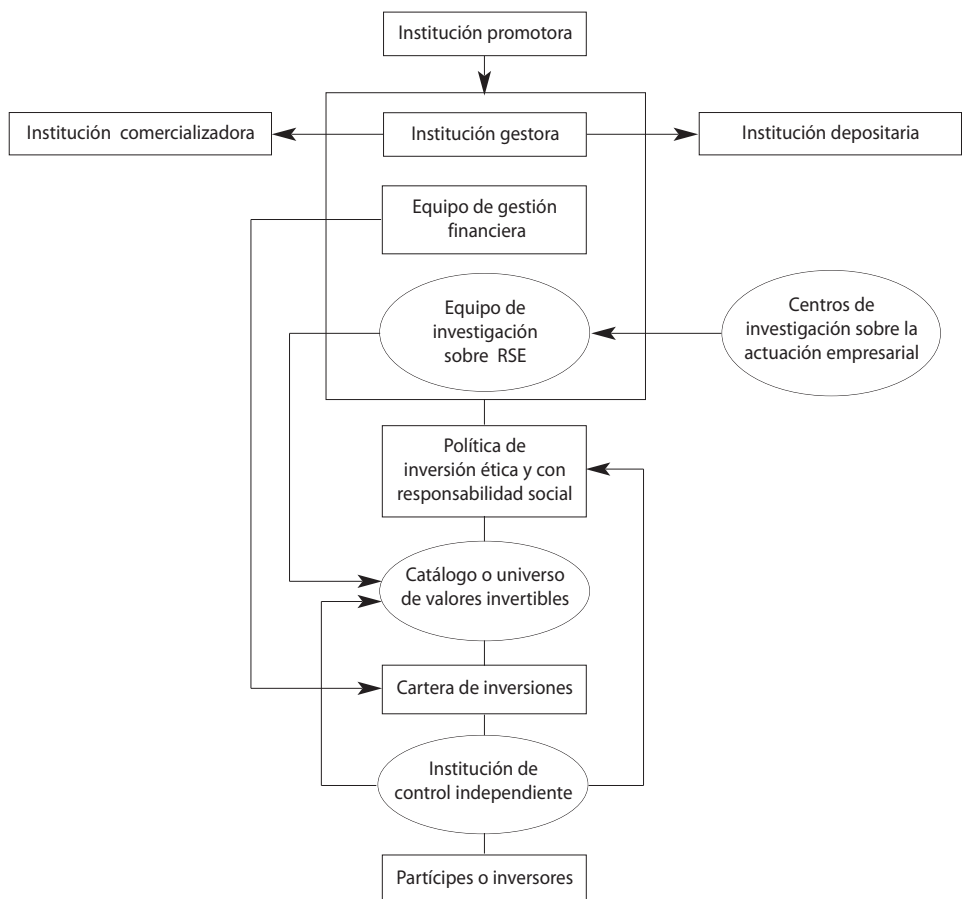 Institución promotora
Institución comercializadora
Institución gestora
Institución depositaria
Equipo de gestión
financiera
Equipo de
investigación
sobre RSE
Centros de
investigación sobre la
actuación empresarial
Política de
inversión ética y con
responsabilidad social
Catálogo o universo
de valores invertibles
Cartera de inversiones
Institución de
control independiente
Partícipes o inversores